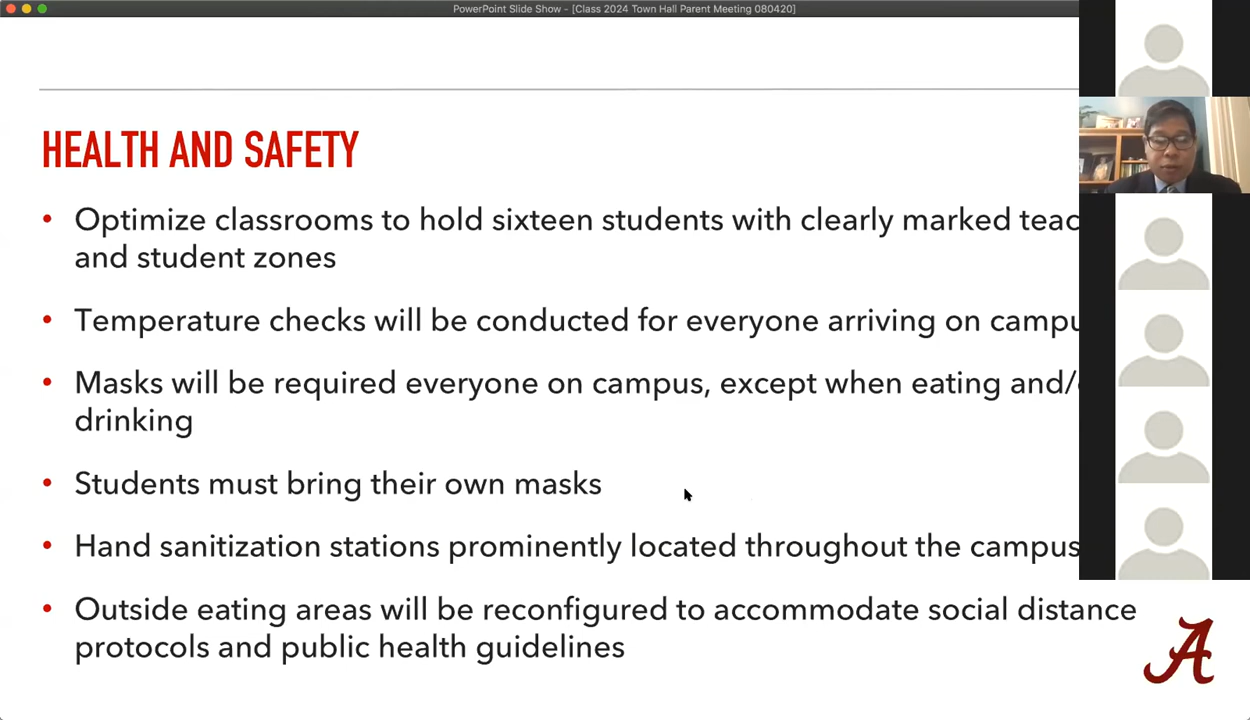 PowerPoint Slide Show - [Class 2024 Town Hall Parent Meeting 080420]
HEALTH AND SAFETY
• Optimize classrooms to hold sixteen students with clearly marked
and student zones
• Temperature checks will be conducted for everyone arriving on
• Masks will be required everyone on campus, except when eating
drinking
• Students must bring their own masks
• Hand sanitization stations prominently located throughout the campus
• Outside eating areas will be reconfigured to accommodate social distance
protocols and public health guidelines
A